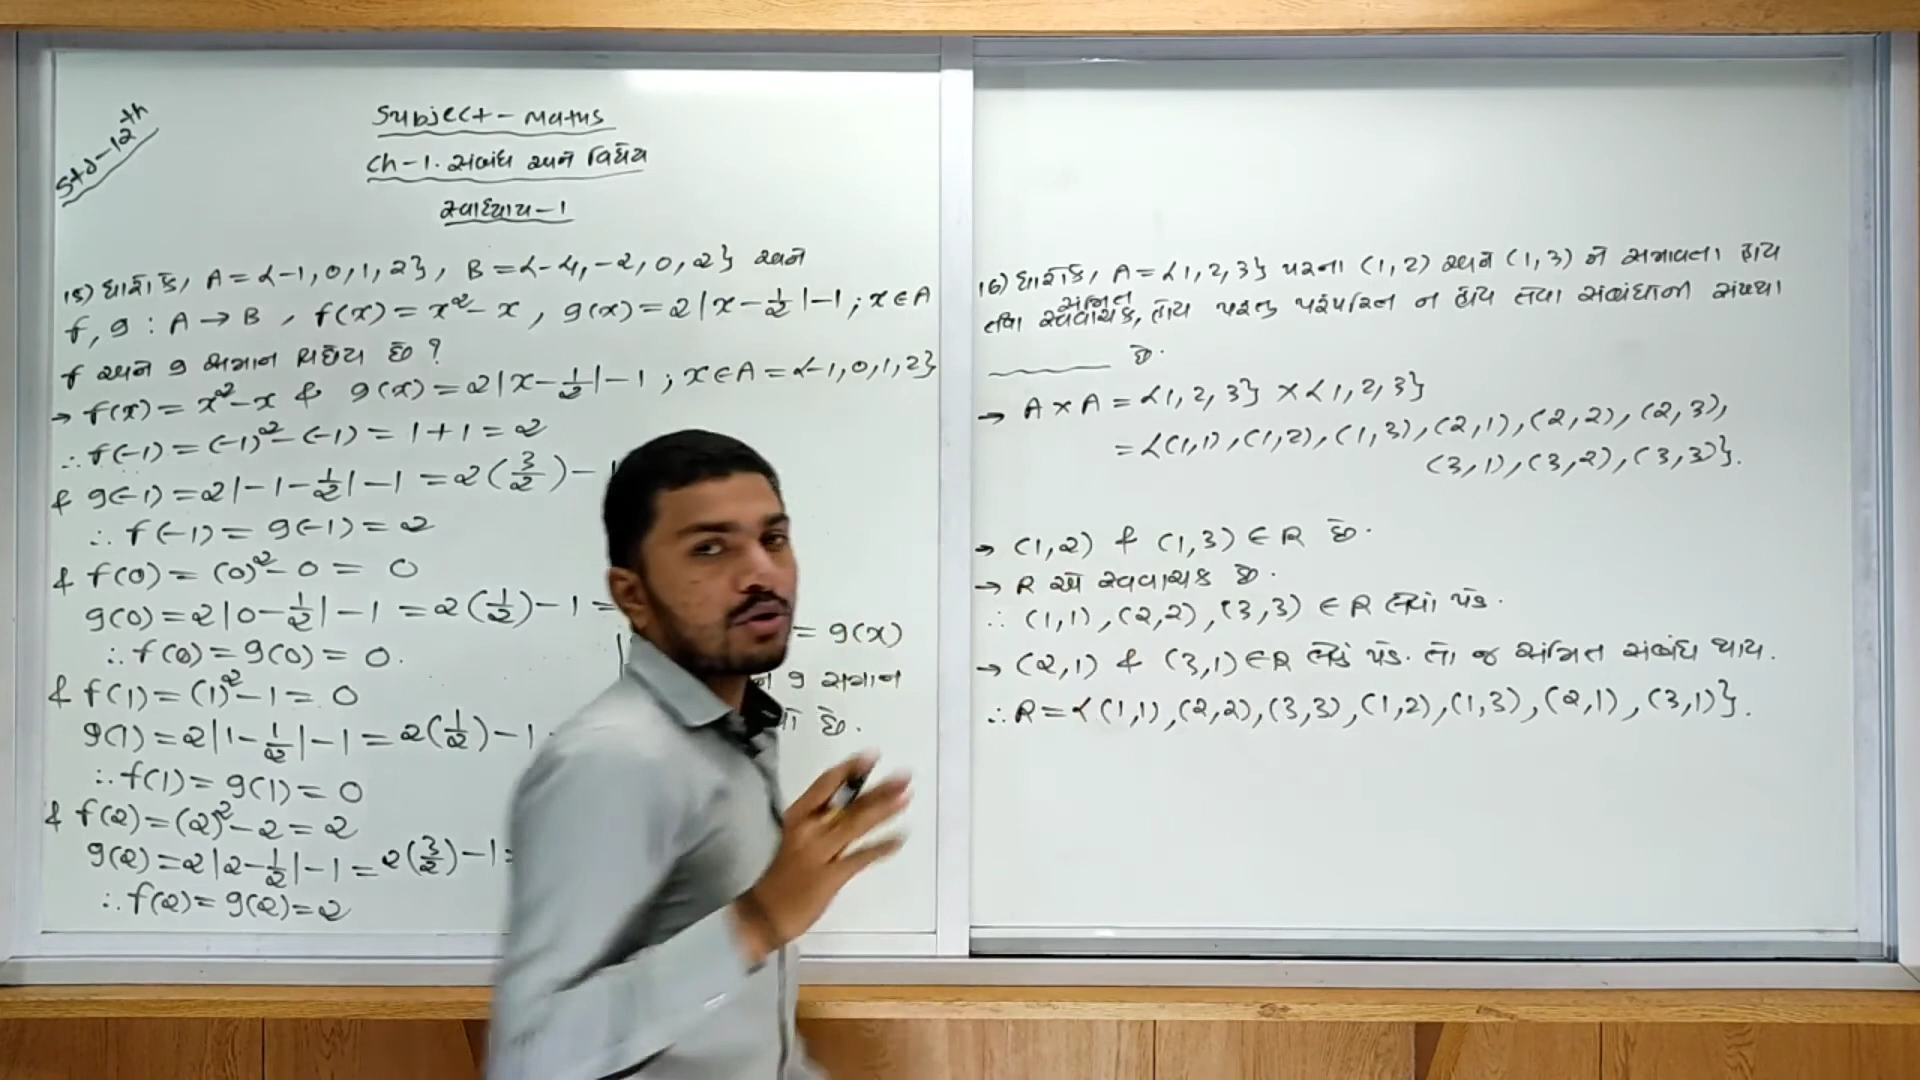 Std-12th
Subject - Maths
Ch-1. સંબંધ અને વિધેય
સ્વાધ્યાય-1
15) ધારો કે, A = {-1, 0, 1, 2}, B = {-4, -2, 0, 2} અને
f, g : A → B, f(x) = x² - x, g(x) = 2|x - 1/2| - 1 ; x ∈ A
f અને g સમાન વિધેય છે?
→ f(x) = x² - x & g(x) = 2|x - 1/2| - 1 ; x ∈ A = {-1, 0, 1, 2}
∴ f(-1) = (-1)² - (-1) = 1 + 1 = 2
& g(-1) = 2|-1 - 1/2| - 1 = 2(3/2) -
∴ f(-1) = g(-1) = 2
& f(0) = (0)² - 0 = 0
g(0) = 2|0 - 1/2| - 1 = 2(1/2) - 1 =
∴ f(0) = g(0) = 0.
& f(1) = (1)² - 1 = 0
g(1) = 2|1 - 1/2| - 1 = 2(1/2) - 1
∴ f(1) = g(1) = 0
& f(2) = (2)² - 2 = 2
g(2) = 2|2 - 1/2| - 1 = 2(3/2) - 1 =
∴ f(2) = g(2) = 2
= g(x)
g સમાન
છે.
16) ધારો કે, A = {1, 2, 3} પરના (1, 2) અને (1, 3) ને સમાવતા હોય
તથા સ્વવાચક, સંમિત હોય પરંતુ પરંપરિત ન હોય તેવા સંબંધોની સંખ્યા
______ છે.
→ A × A = {1, 2, 3} × {1, 2, 3}
= {(1,1), (1,2), (1,3), (2,1), (2,2), (2,3),
(3,1), (3,2), (3,3)}.
→ (1,2) & (1,3) ∈ R છે.
→ R એ સ્વવાચક છે.
∴ (1,1), (2,2), (3,3) ∈ R લેવા પડે.
→ (2,1) & (3,1) ∈ R લેવું પડે. તો જ સંમિત સંબંધ થાય.
∴ R = {(1,1), (2,2), (3,3), (1,2), (1,3), (2,1), (3,1)}.